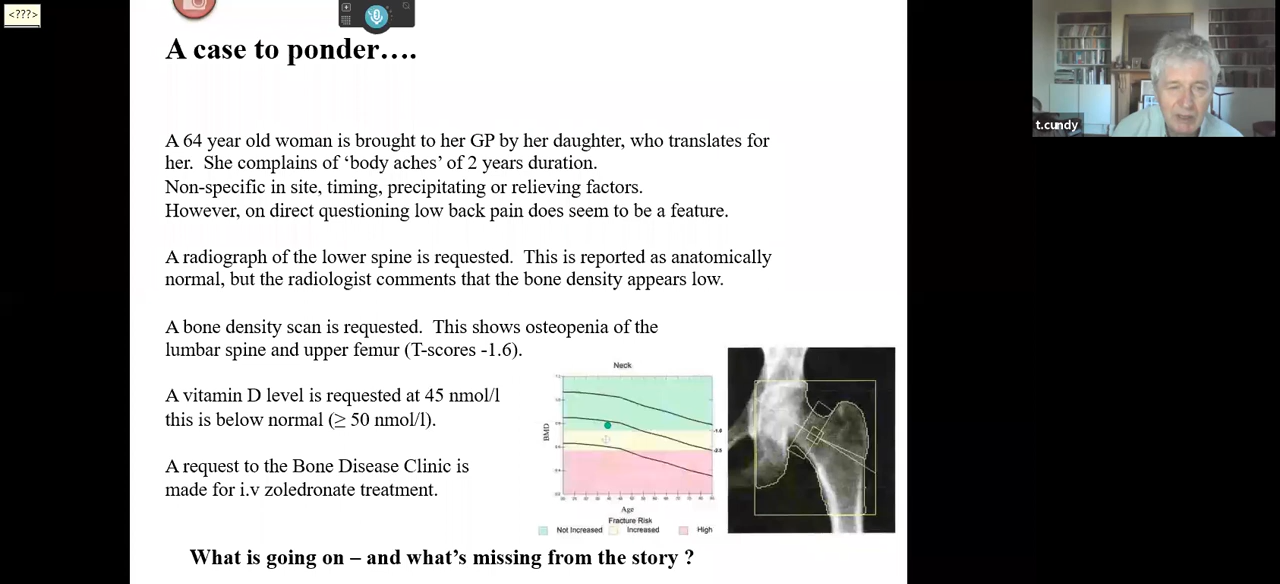 <???>
A case to ponder….
t.cundy
A 64 year old woman is brought to her GP by her daughter, who translates for
her. She complains of ‘body aches’ of 2 years duration.
Non-specific in site, timing, precipitating or relieving factors.
However, on direct questioning low back pain does seem to be a feature.
A radiograph of the lower spine is requested. This is reported as anatomically
normal, but the radiologist comments that the bone density appears low.
A bone density scan is requested. This shows osteopenia of the
lumbar spine and upper femur (T-scores -1.6).
A vitamin D level is requested at 45 nmol/l
this is below normal (≥ 50 nmol/l).
A request to the Bone Disease Clinic is
made for i.v zoledronate treatment.
Neck
BMD
Age
Fracture Risk
Not Increased Increased High
What is going on – and what’s missing from the story ?